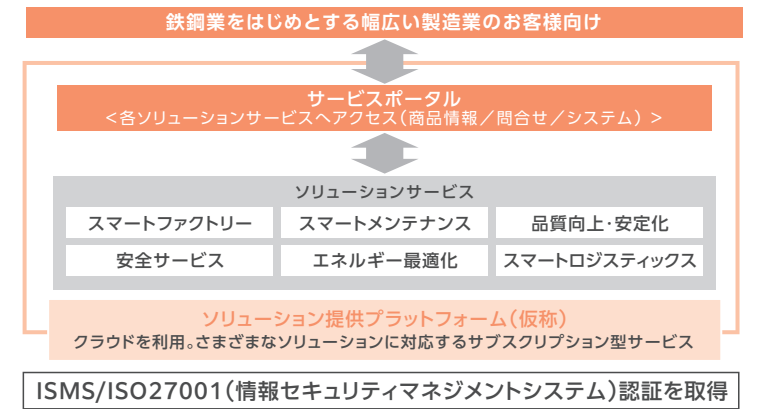 鉄鋼業をはじめとする幅広い製造業のお客様向け
サービスポータル
<各ソリューションサービスへアクセス(商品情報／問合せ／システム) >
ソリューションサービス
スマートファクトリー
スマートメンテナンス
品質向上・安定化
安全サービス
エネルギー最適化
スマートロジスティックス
ソリューション提供プラットフォーム(仮称)
クラウドを利用。さまざまなソリューションに対応するサブスクリプション型サービス
ISMS/ISO27001(情報セキュリティマネジメントシステム)認証を取得